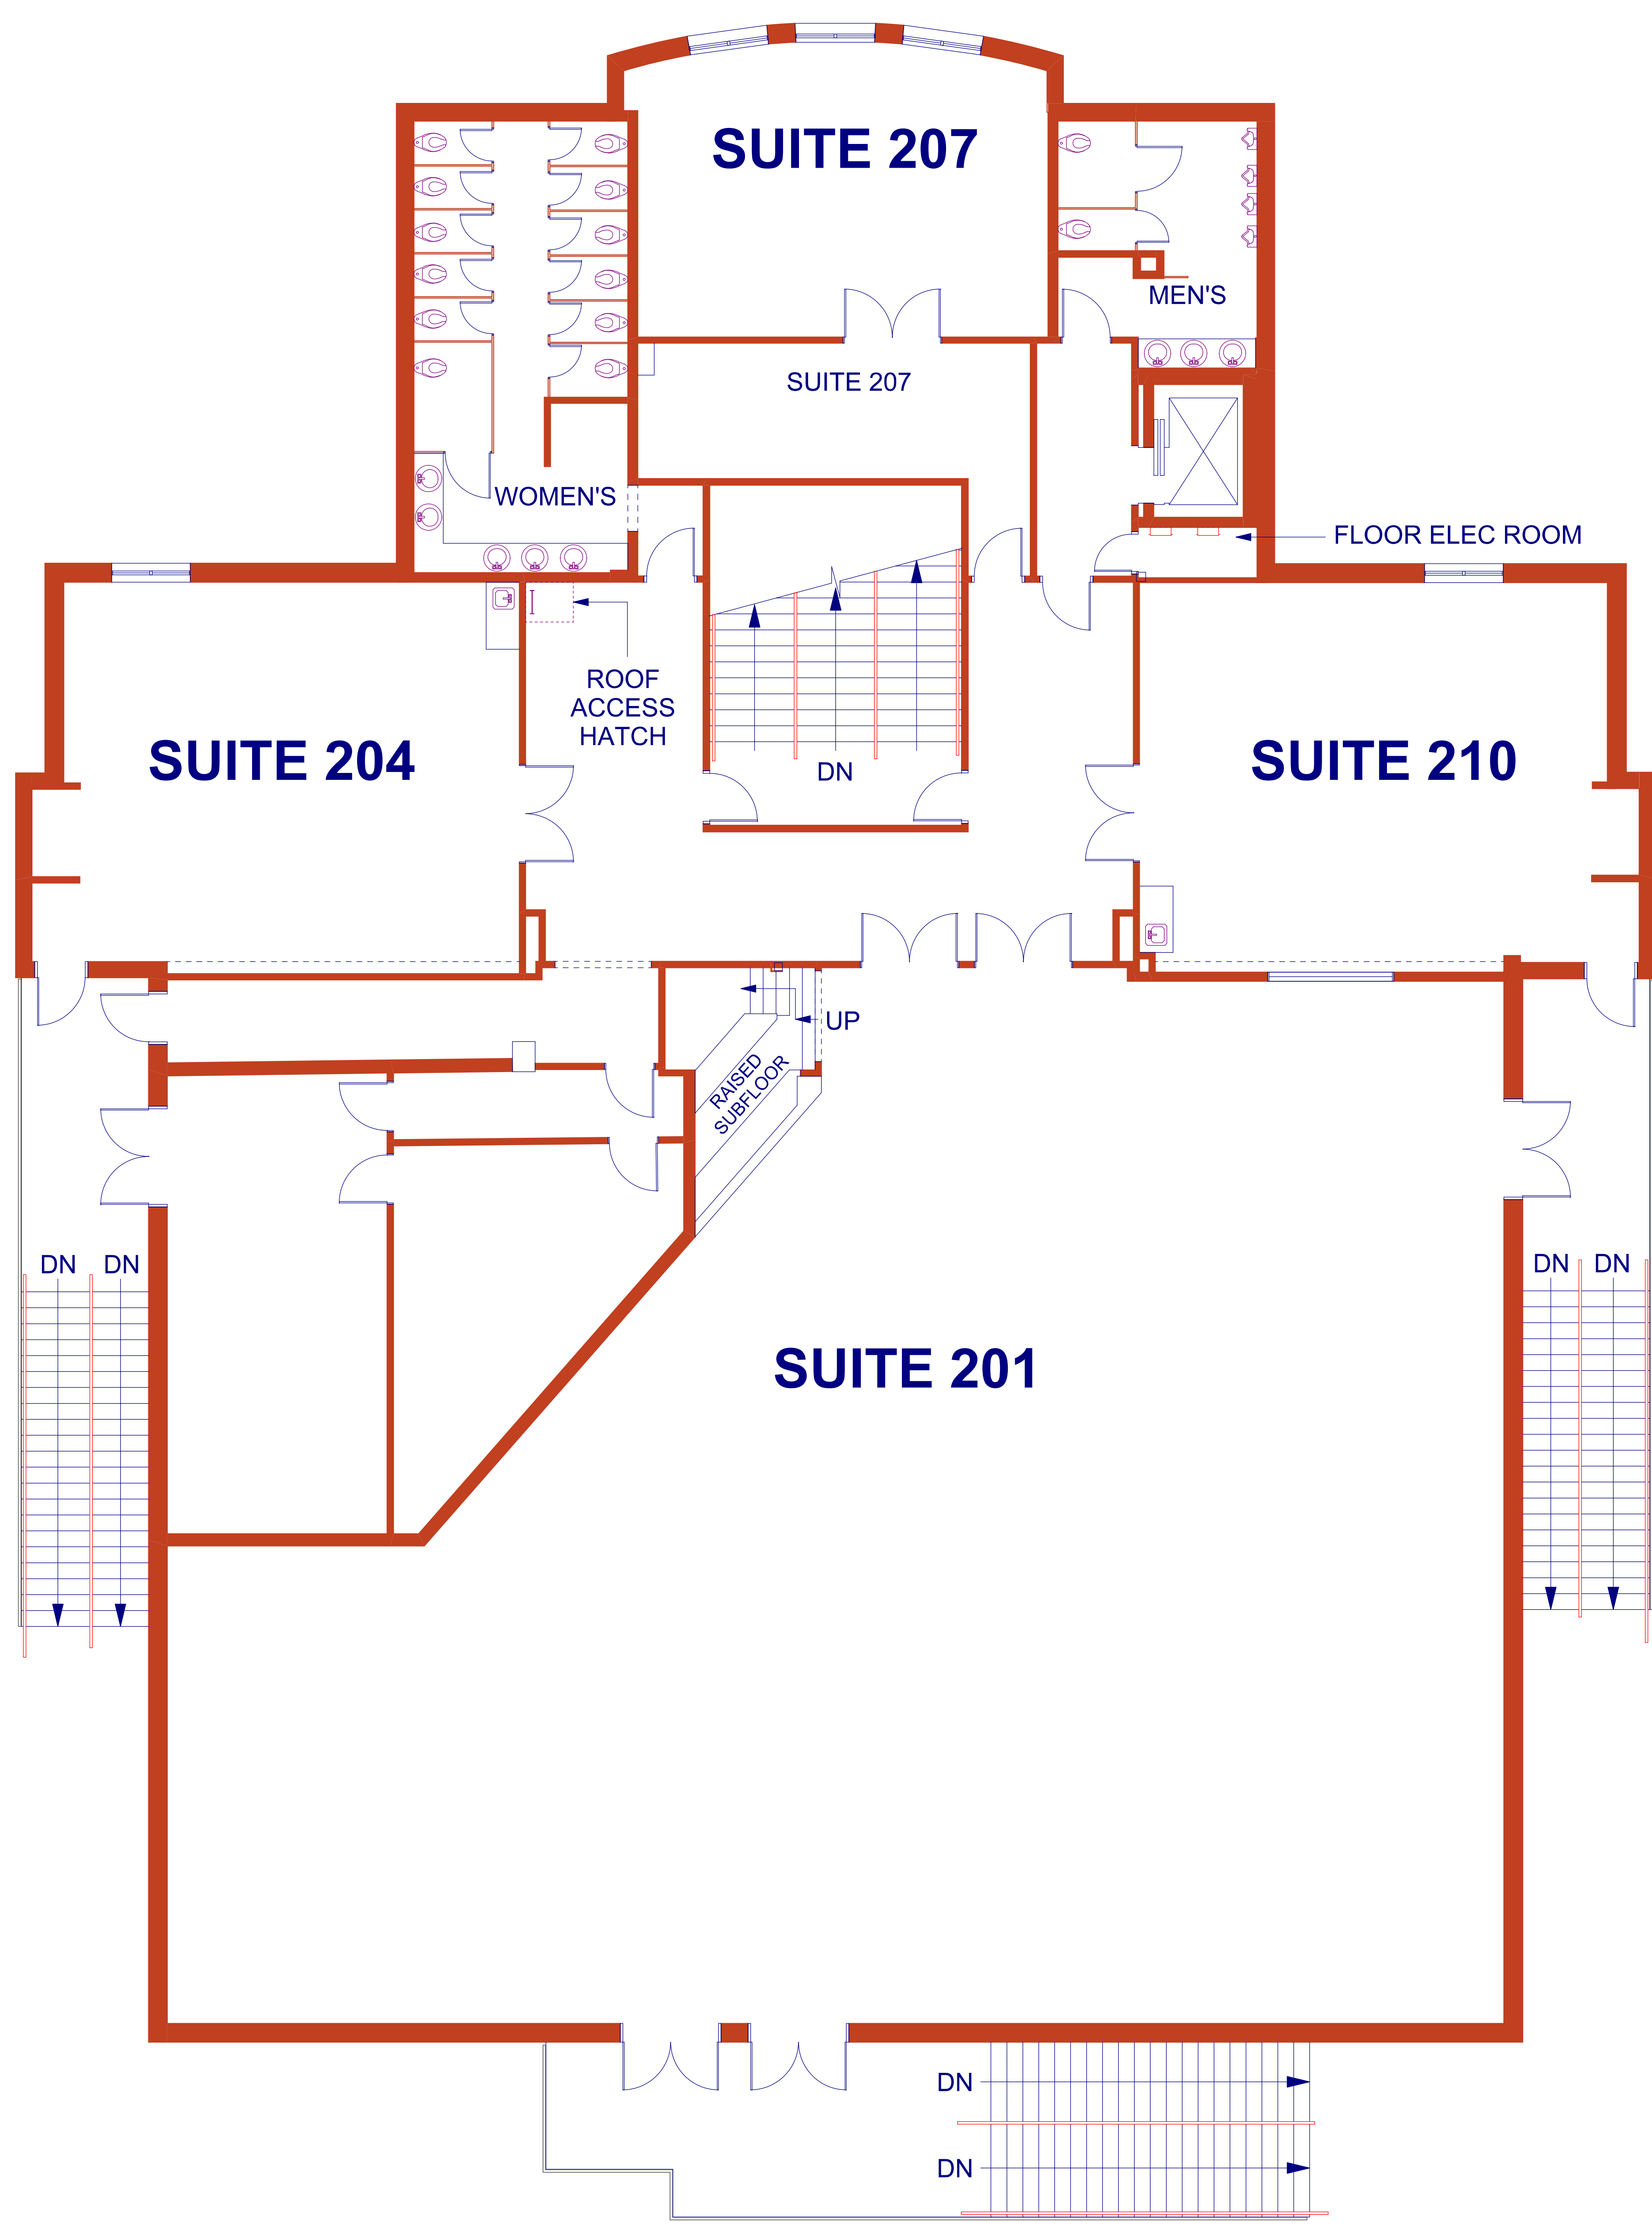 SUITE 207
MEN'S
SUITE 207
WOMEN'S
FLOOR ELEC ROOM
ROOF
ACCESS
HATCH
SUITE 204
DN
SUITE 210
UP
RAISED
SUBFLOOR
DN
DN
DN
DN
SUITE 201
DN
DN